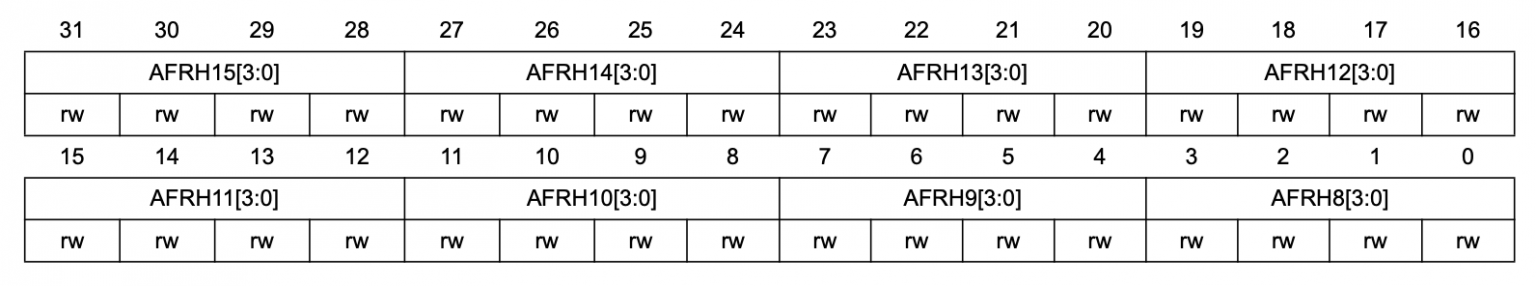 31 30 29 28 27 26 25 24 23 22 21 20 19 18 17 16
AFRH15[3:0] AFRH14[3:0] AFRH13[3:0] AFRH12[3:0]
rw rw rw rw rw rw rw rw rw rw rw rw rw rw rw rw
15 14 13 12 11 10 9 8 7 6 5 4 3 2 1 0
AFRH11[3:0] AFRH10[3:0] AFRH9[3:0] AFRH8[3:0]
rw rw rw rw rw rw rw rw rw rw rw rw rw rw rw rw